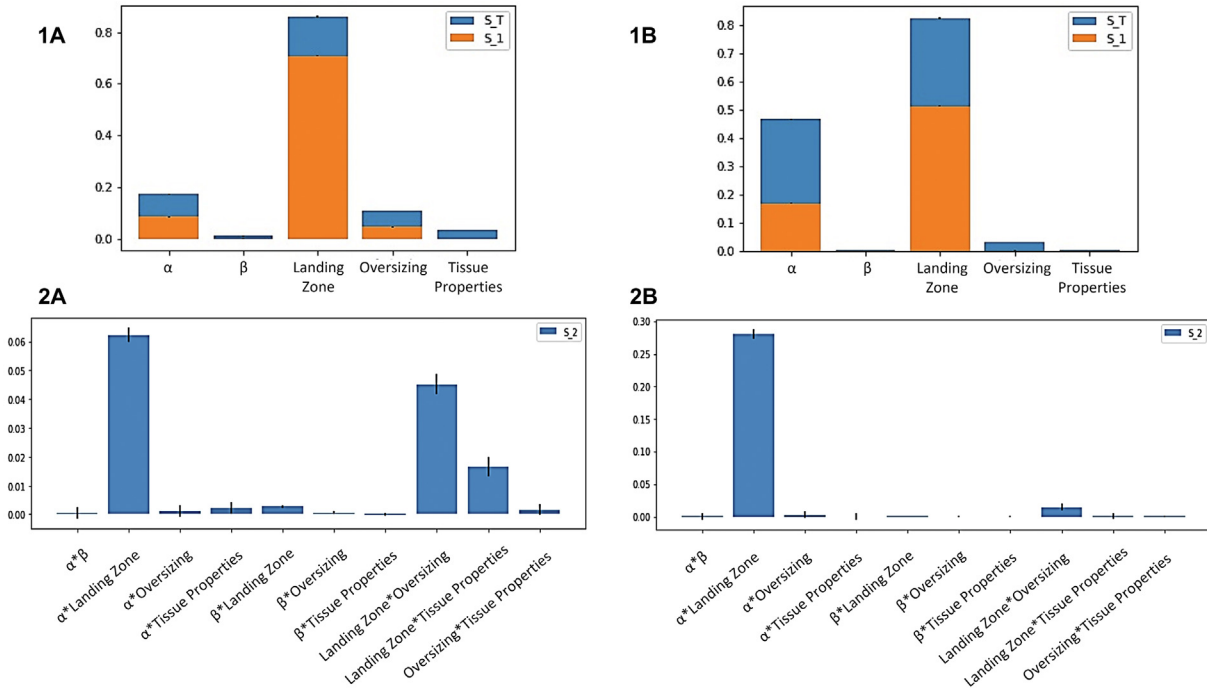 1A
S_T
S_1
0.8
0.6
0.4
0.2
0.0
α
β
Landing
Zone
Oversizing
Tissue
Properties
1B
S_T
S_1
0.8
0.7
0.6
0.5
0.4
0.3
0.2
0.1
0.0
α
β
Landing
Zone
Oversizing
Tissue
Properties
2A
S_2
0.06
0.05
0.04
0.03
0.02
0.01
0.00
α*β
α*Landing Zone
α*Oversizing
α*Tissue Properties
β*Landing Zone
β*Oversizing
β*Tissue Properties
Landing Zone*Oversizing
Landing Zone*Tissue Properties
Oversizing*Tissue Properties
2B
S_2
0.30
0.25
0.20
0.15
0.10
0.05
0.00
α*β
α*Landing Zone
α*Oversizing
α*Tissue Properties
β*Landing Zone
β*Oversizing
β*Tissue Properties
Landing Zone*Oversizing
Landing Zone*Tissue Properties
Oversizing*Tissue Properties